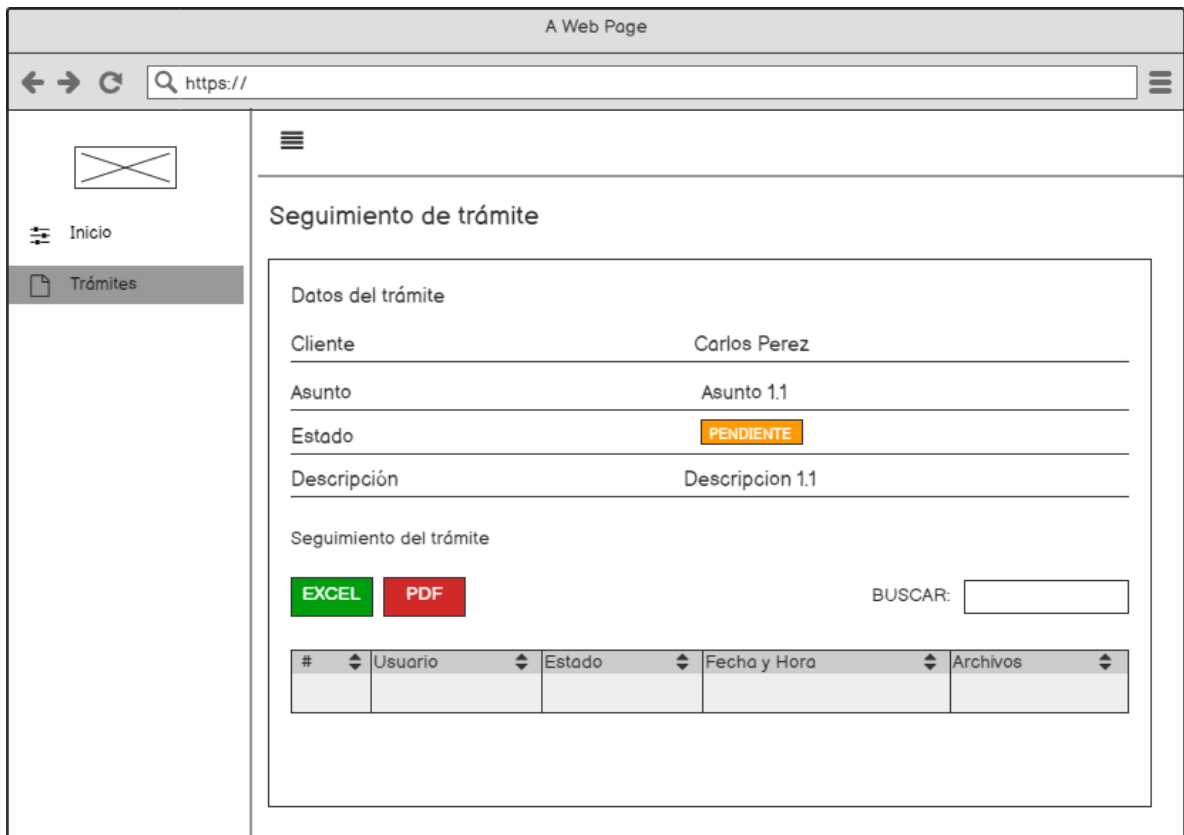 A Web Page
https://
Inicio
Trámites
Seguimiento de trámite
Datos del trámite
Cliente Carlos Perez
Asunto Asunto 1.1
Estado PENDIENTE
Descripción Descripcion 1.1
Seguimiento del trámite
EXCEL PDF BUSCAR:
# Usuario Estado Fecha y Hora Archivos